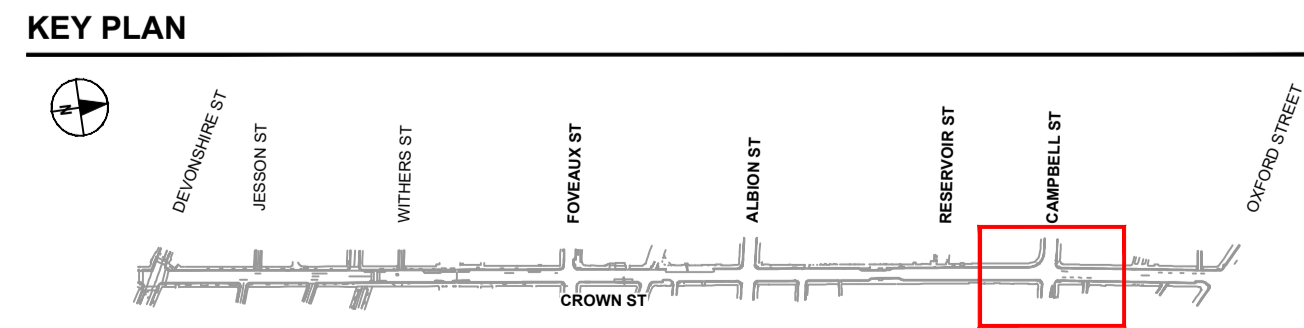 KEY PLAN
N
DEVONSHIRE ST
JESSON ST
WITHERS ST
FOVEAUX ST
ALBION ST
RESERVOIR ST
CAMPBELL ST
OXFORD STREET
CROWN ST